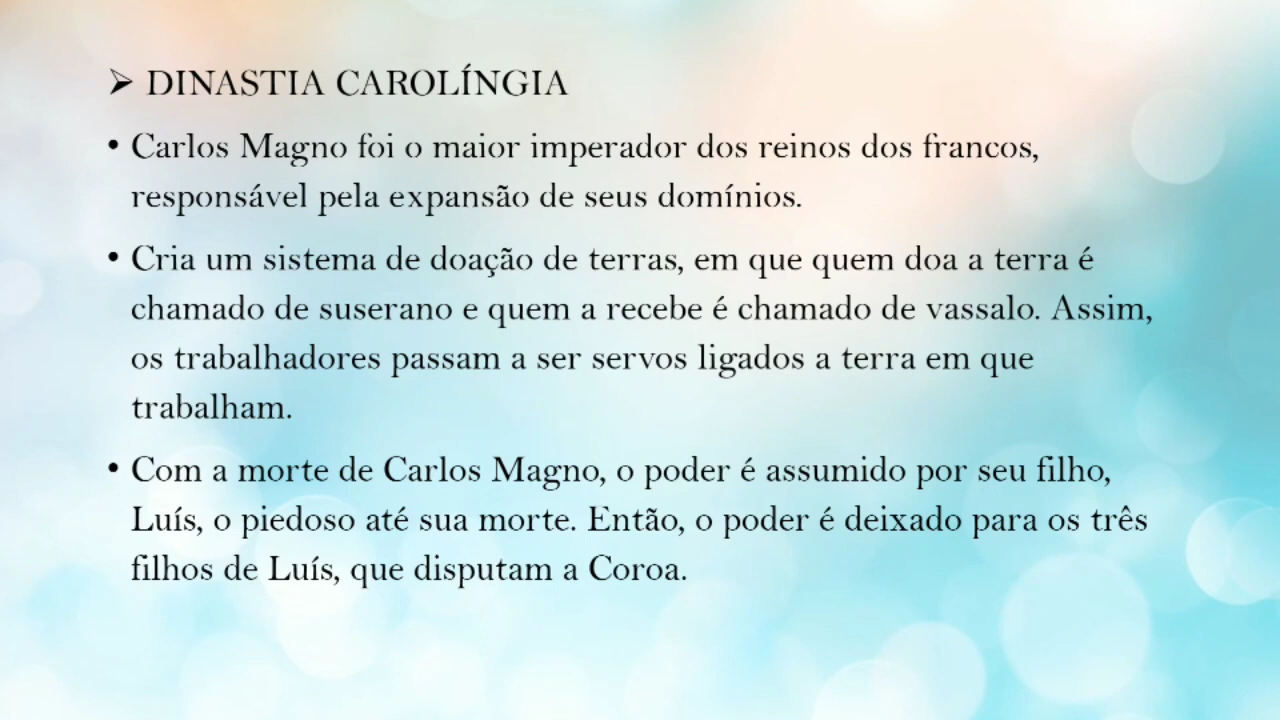 ➢ DINASTIA CAROLÍNGIA
• Carlos Magno foi o maior imperador dos reinos dos francos,
responsável pela expansão de seus domínios.
• Cria um sistema de doação de terras, em que quem doa a terra é
chamado de suserano e quem a recebe é chamado de vassalo. Assim,
os trabalhadores passam a ser servos ligados a terra em que
trabalham.
• Com a morte de Carlos Magno, o poder é assumido por seu filho,
Luís, o piedoso até sua morte. Então, o poder é deixado para os três
filhos de Luís, que disputam a Coroa.